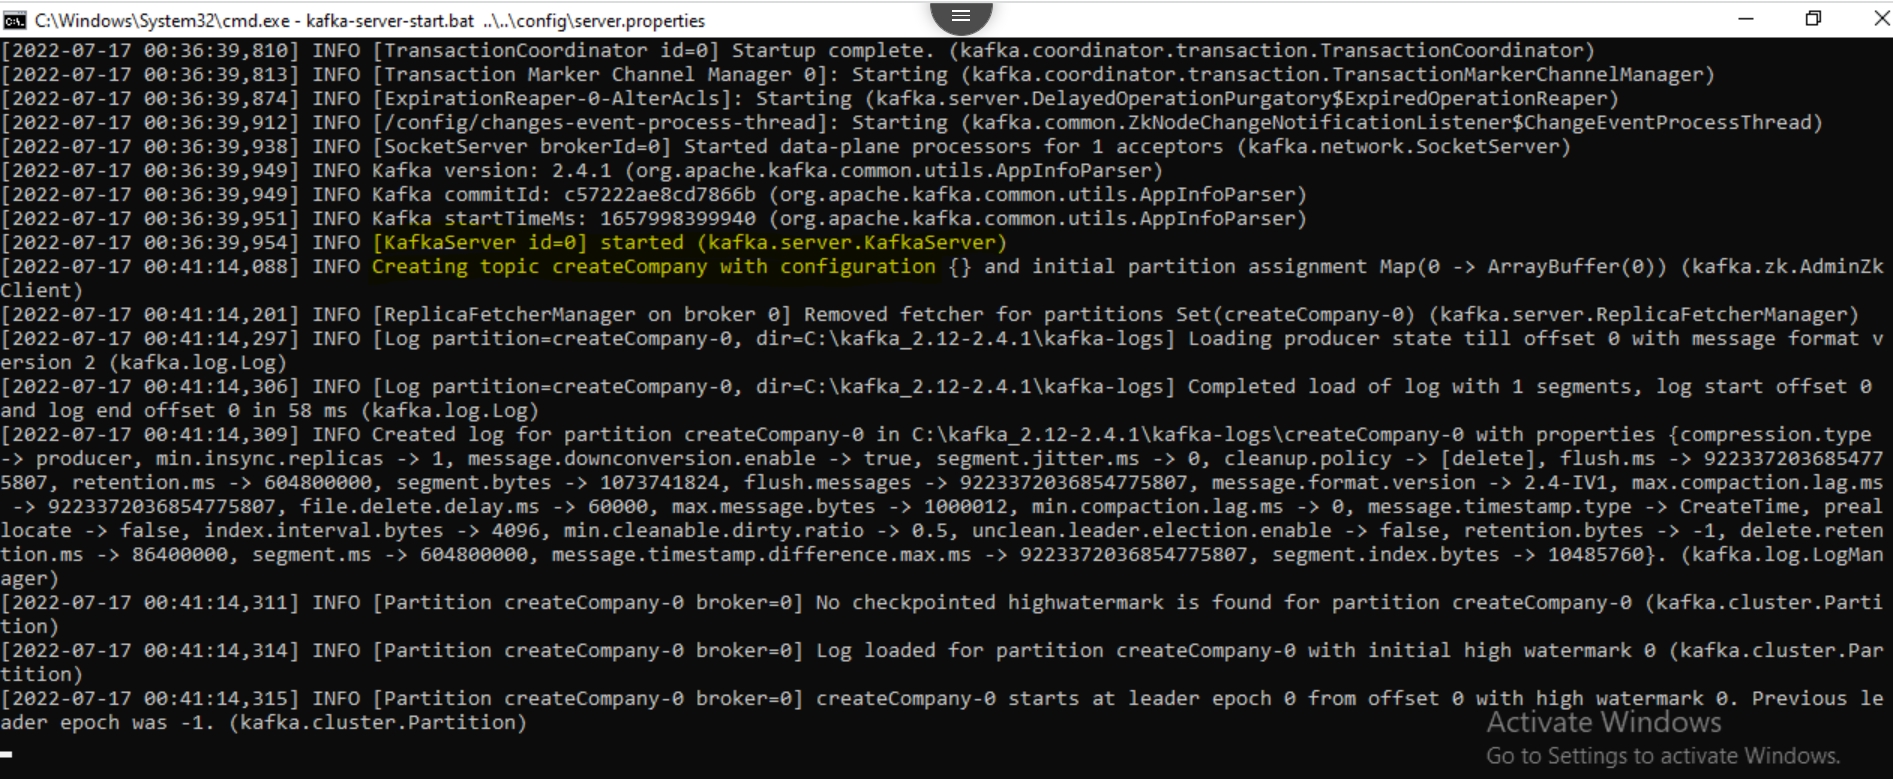 C:\Windows\System32\cmd.exe - kafka-server-start.bat ..\..\config\server.properties
[2022-07-17 00:36:39,810] INFO [TransactionCoordinator id=0] Startup complete. (kafka.coordinator.transaction.TransactionCoordinator)
[2022-07-17 00:36:39,813] INFO [Transaction Marker Channel Manager 0]: Starting (kafka.coordinator.transaction.TransactionMarkerChannelManager)
[2022-07-17 00:36:39,874] INFO [ExpirationReaper-0-AlterAcls]: Starting (kafka.server.DelayedOperationPurgatory$ExpiredOperationReaper)
[2022-07-17 00:36:39,912] INFO [/config/changes-event-process-thread]: Starting (kafka.common.ZkNodeChangeNotificationListener$ChangeEventProcessThread)
[2022-07-17 00:36:39,938] INFO [SocketServer brokerId=0] Started data-plane processors for 1 acceptors (kafka.network.SocketServer)
[2022-07-17 00:36:39,949] INFO Kafka version: 2.4.1 (org.apache.kafka.common.utils.AppInfoParser)
[2022-07-17 00:36:39,949] INFO Kafka commitId: c57222ae8cd7866b (org.apache.kafka.common.utils.AppInfoParser)
[2022-07-17 00:36:39,951] INFO Kafka startTimeMs: 1657998399940 (org.apache.kafka.common.utils.AppInfoParser)
[2022-07-17 00:36:39,954] INFO [KafkaServer id=0] started (kafka.server.KafkaServer)
[2022-07-17 00:41:14,088] INFO Creating topic createCompany with configuration {} and initial partition assignment Map(0 -> ArrayBuffer(0)) (kafka.zk.AdminZk
Client)
[2022-07-17 00:41:14,201] INFO [ReplicaFetcherManager on broker 0] Removed fetcher for partitions Set(createCompany-0) (kafka.server.ReplicaFetcherManager)
[2022-07-17 00:41:14,297] INFO [Log partition=createCompany-0, dir=C:\kafka_2.12-2.4.1\kafka-logs] Loading producer state till offset 0 with message format v
ersion 2 (kafka.log.Log)
[2022-07-17 00:41:14,306] INFO [Log partition=createCompany-0, dir=C:\kafka_2.12-2.4.1\kafka-logs] Completed load of log with 1 segments, log start offset 0
and log end offset 0 in 58 ms (kafka.log.Log)
[2022-07-17 00:41:14,309] INFO Created log for partition createCompany-0 in C:\kafka_2.12-2.4.1\kafka-logs\createCompany-0 with properties {compression.type
-> producer, min.insync.replicas -> 1, message.downconversion.enable -> true, segment.jitter.ms -> 0, cleanup.policy -> [delete], flush.ms -> 922337203685477
5807, retention.ms -> 604800000, segment.bytes -> 1073741824, flush.messages -> 9223372036854775807, message.format.version -> 2.4-IV1, max.compaction.lag.ms
-> 9223372036854775807, file.delete.delay.ms -> 60000, max.message.bytes -> 1000012, min.compaction.lag.ms -> 0, message.timestamp.type -> CreateTime, preal
locate -> false, index.interval.bytes -> 4096, min.cleanable.dirty.ratio -> 0.5, unclean.leader.election.enable -> false, retention.bytes -> -1, delete.reten
tion.ms -> 86400000, segment.ms -> 604800000, message.timestamp.difference.max.ms -> 9223372036854775807, segment.index.bytes -> 10485760}. (kafka.log.LogMan
ager)
[2022-07-17 00:41:14,311] INFO [Partition createCompany-0 broker=0] No checkpointed highwatermark is found for partition createCompany-0 (kafka.cluster.Parti
tion)
[2022-07-17 00:41:14,314] INFO [Partition createCompany-0 broker=0] Log loaded for partition createCompany-0 with initial high watermark 0 (kafka.cluster.Par
tition)
[2022-07-17 00:41:14,315] INFO [Partition createCompany-0 broker=0] createCompany-0 starts at leader epoch 0 from offset 0 with high watermark 0. Previous le
ader epoch was -1. (kafka.cluster.Partition)
Activate Windows
Go to Settings to activate Windows.